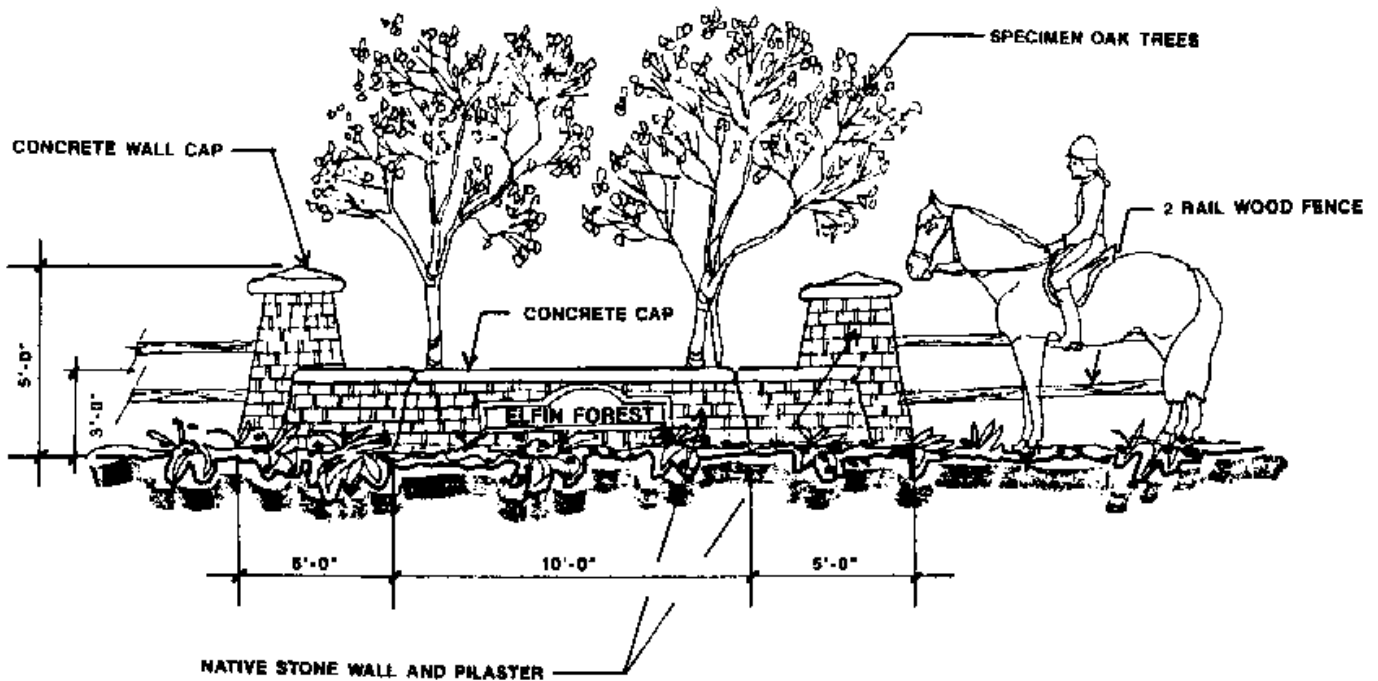 SPECIMEN OAK TREES
CONCRETE WALL CAP
2 RAIL WOOD FENCE
CONCRETE CAP
5'-0"
3'-0"
ELFIN FOREST
5'-0"
10'-0"
5'-0"
NATIVE STONE WALL AND PILASTER